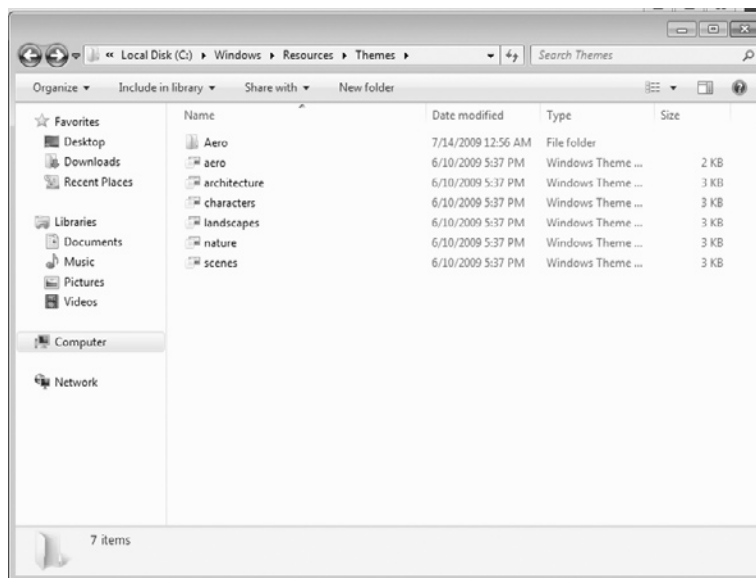 « Local Disk (C:) ▸ Windows ▸ Resources ▸ Themes ▸ Search Themes
Organize ▾ Include in library ▾ Share with ▾ New folder
Favorites
Desktop
Downloads
Recent Places
Libraries
Documents
Music
Pictures
Videos
Computer
Network
Name Date modified Type Size
Aero 7/14/2009 12:56 AM File folder
aero 6/10/2009 5:37 PM Windows Theme ... 2 KB
architecture 6/10/2009 5:37 PM Windows Theme ... 3 KB
characters 6/10/2009 5:37 PM Windows Theme ... 3 KB
landscapes 6/10/2009 5:37 PM Windows Theme ... 3 KB
nature 6/10/2009 5:37 PM Windows Theme ... 3 KB
scenes 6/10/2009 5:37 PM Windows Theme ... 3 KB
7 items